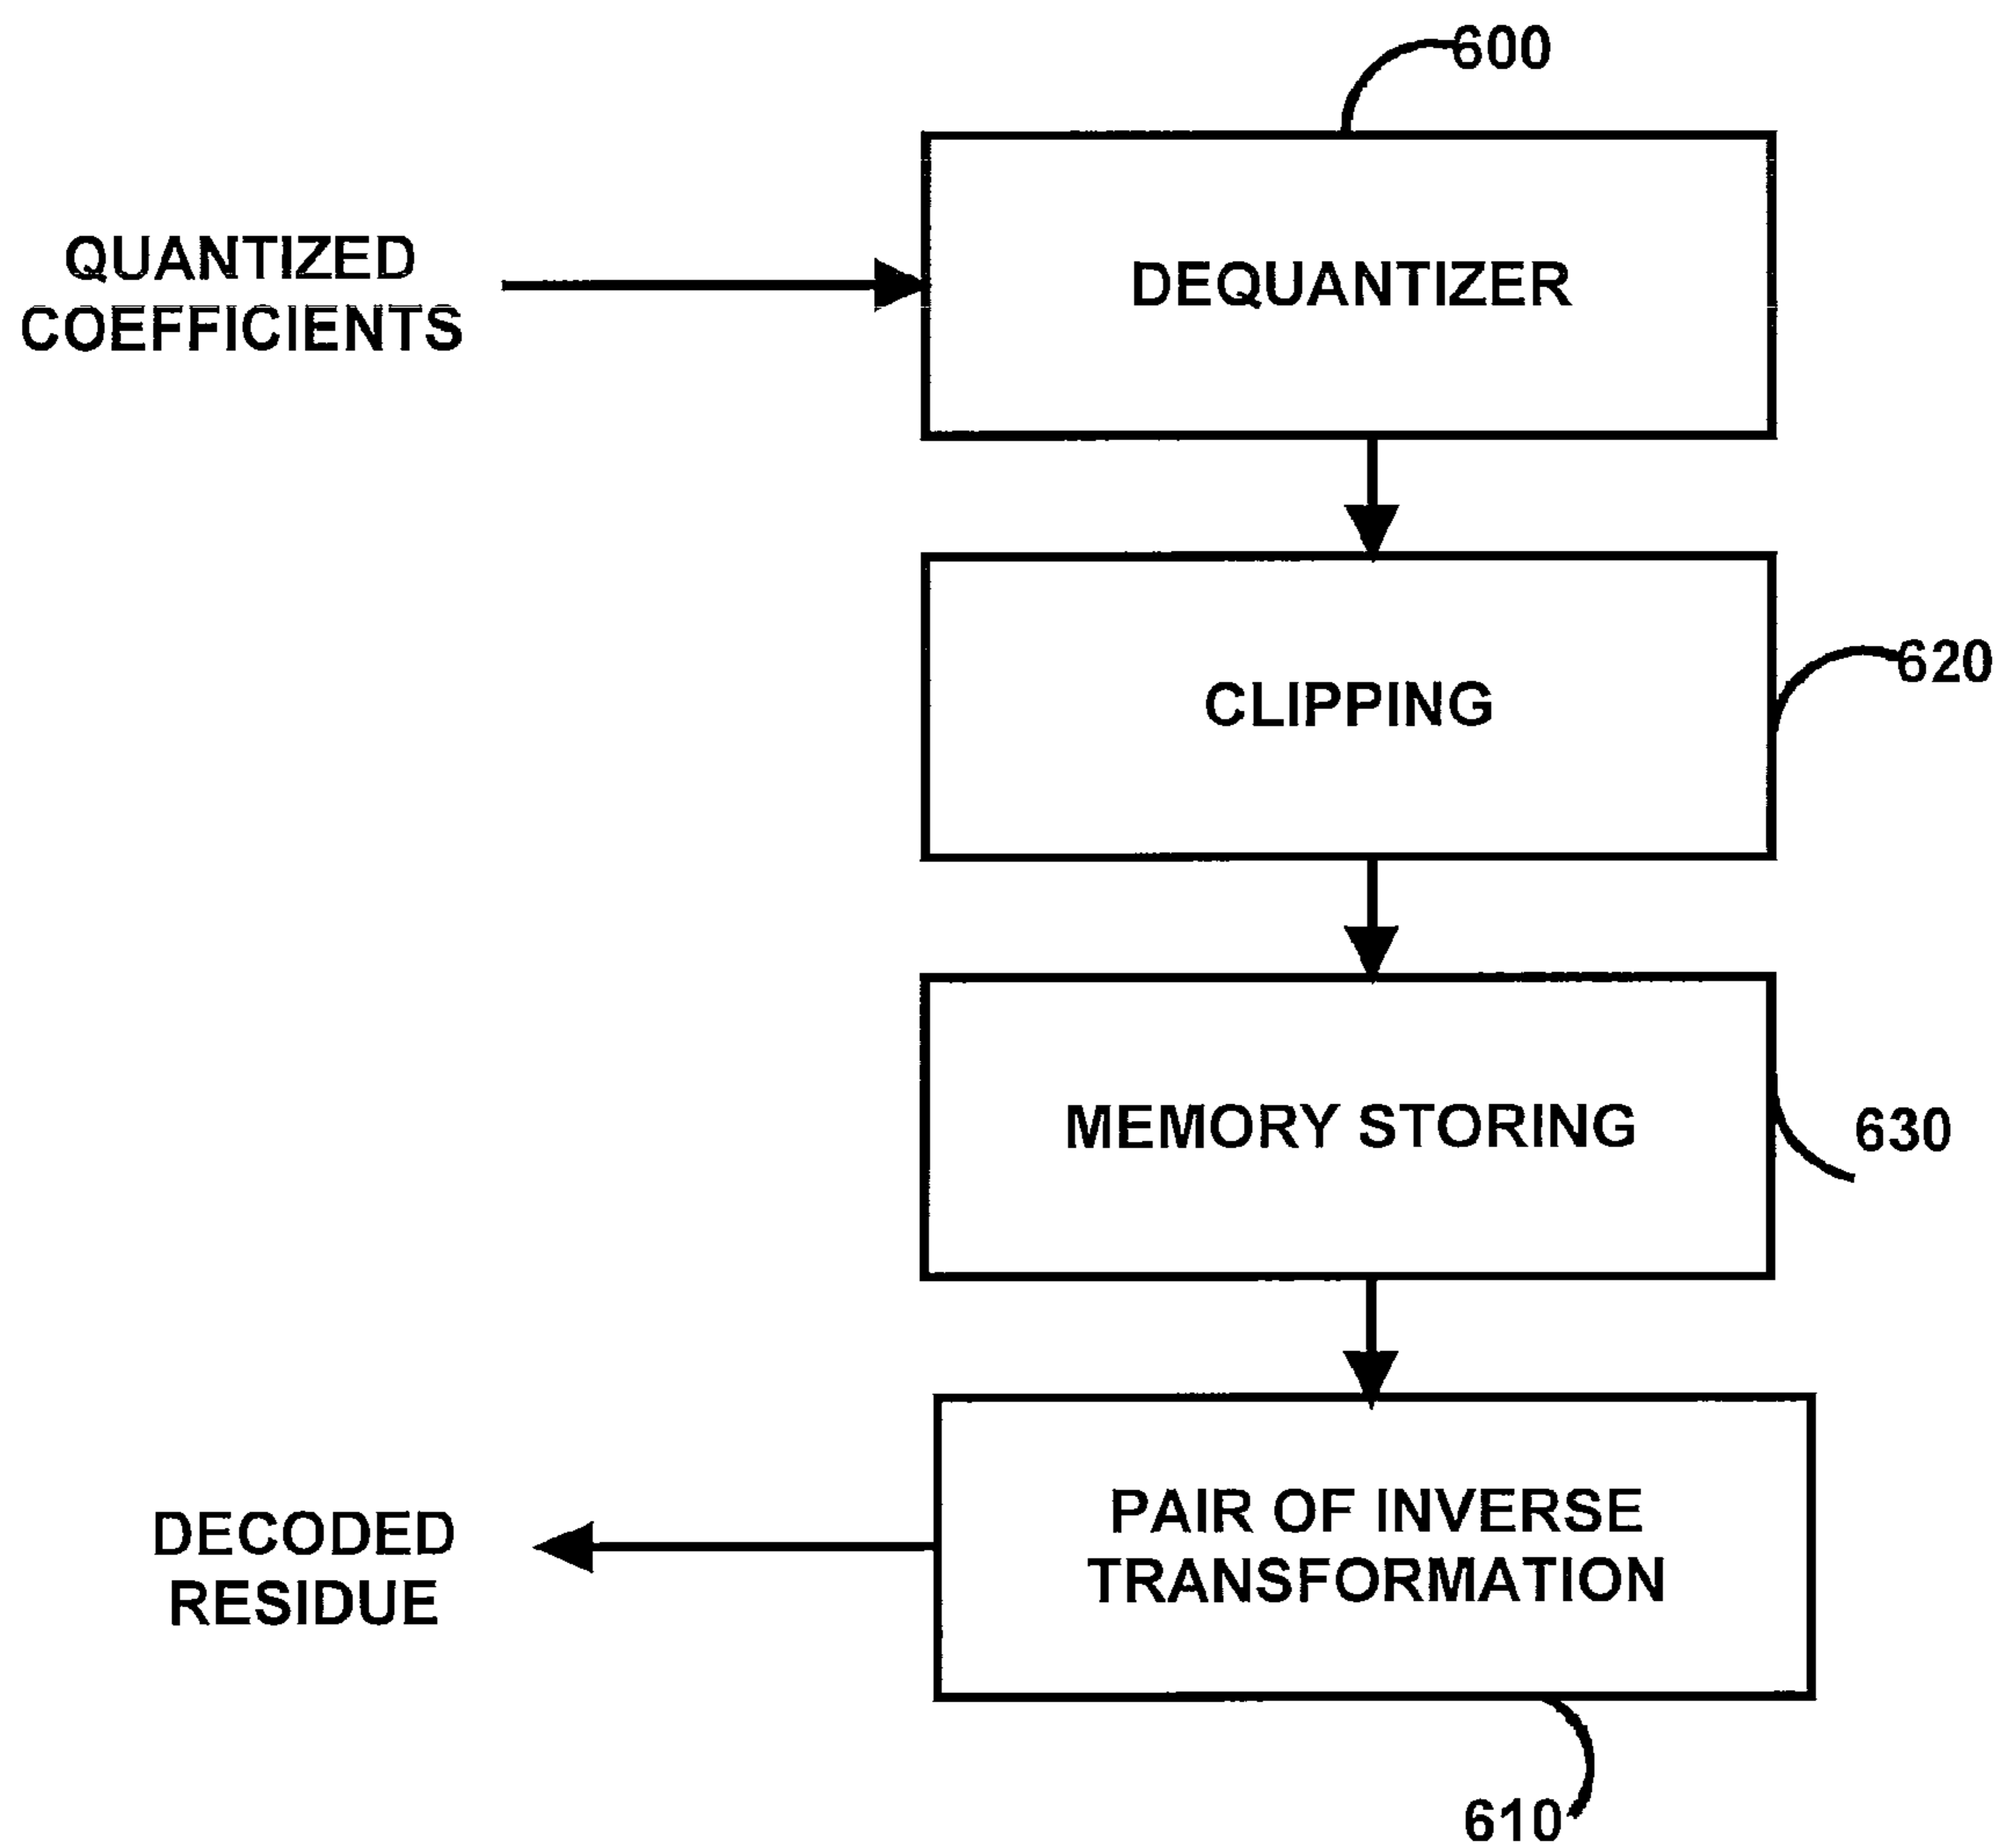 600
QUANTIZED
COEFFICIENTS
DEQUANTIZER
CLIPPING
620
MEMORY STORING
630
PAIR OF INVERSE
TRANSFORMATION
DECODED
RESIDUE
610